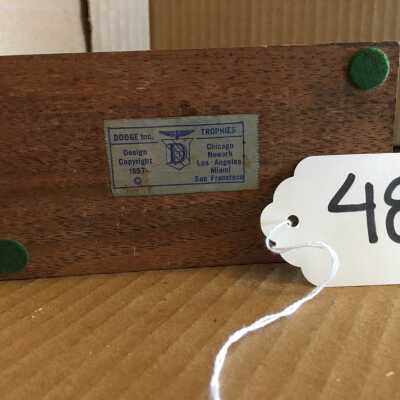 DODGE Inc. TROPHIES
Design
Copyright
1957
©
D
Chicago
Newark
Los Angeles
Miami
San Francisco
48